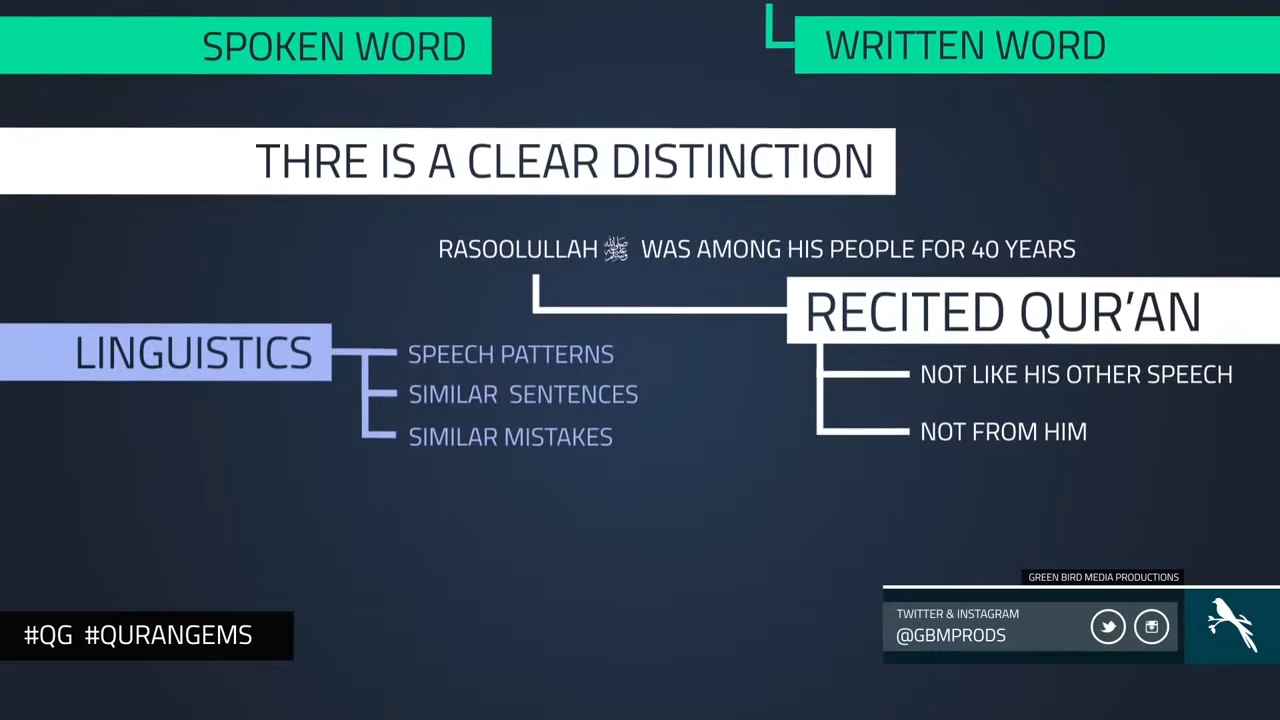 SPOKEN WORD
WRITTEN WORD
THRE IS A CLEAR DISTINCTION
RASOOLULLAH ﷺ WAS AMONG HIS PEOPLE FOR 40 YEARS
RECITED QUR’AN
LINGUISTICS
SPEECH PATTERNS
SIMILAR SENTENCES
SIMILAR MISTAKES
NOT LIKE HIS OTHER SPEECH
NOT FROM HIM
GREEN BIRD MEDIA PRODUCTIONS
TWITTER & INSTAGRAM
@GBMPRODS
#QG #QURANGEMS